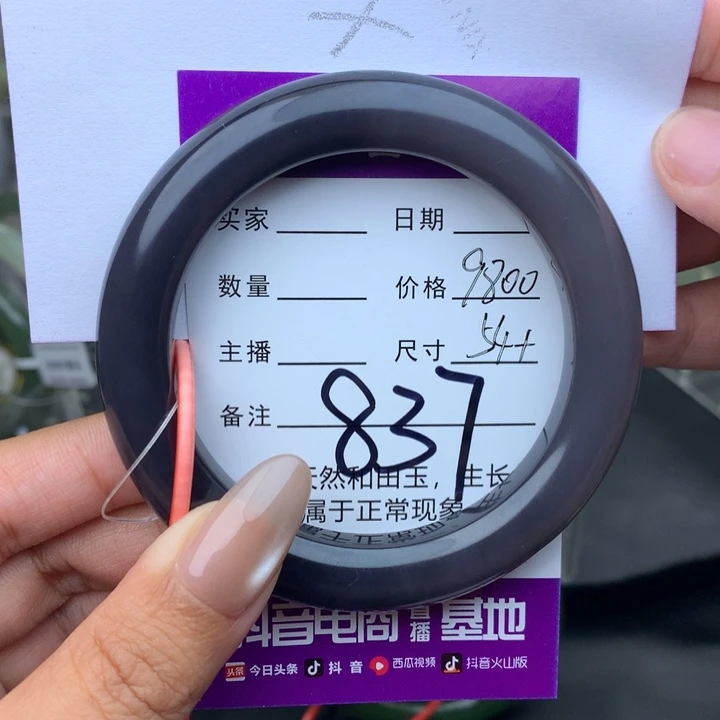 买家 日期
数量 价格 9800
主播 尺寸 54+
备注 837
天然和田玉，生长
属于正常现象
抖音电商直播基地
头条 今日头条 抖音 西瓜视频 抖音火山版